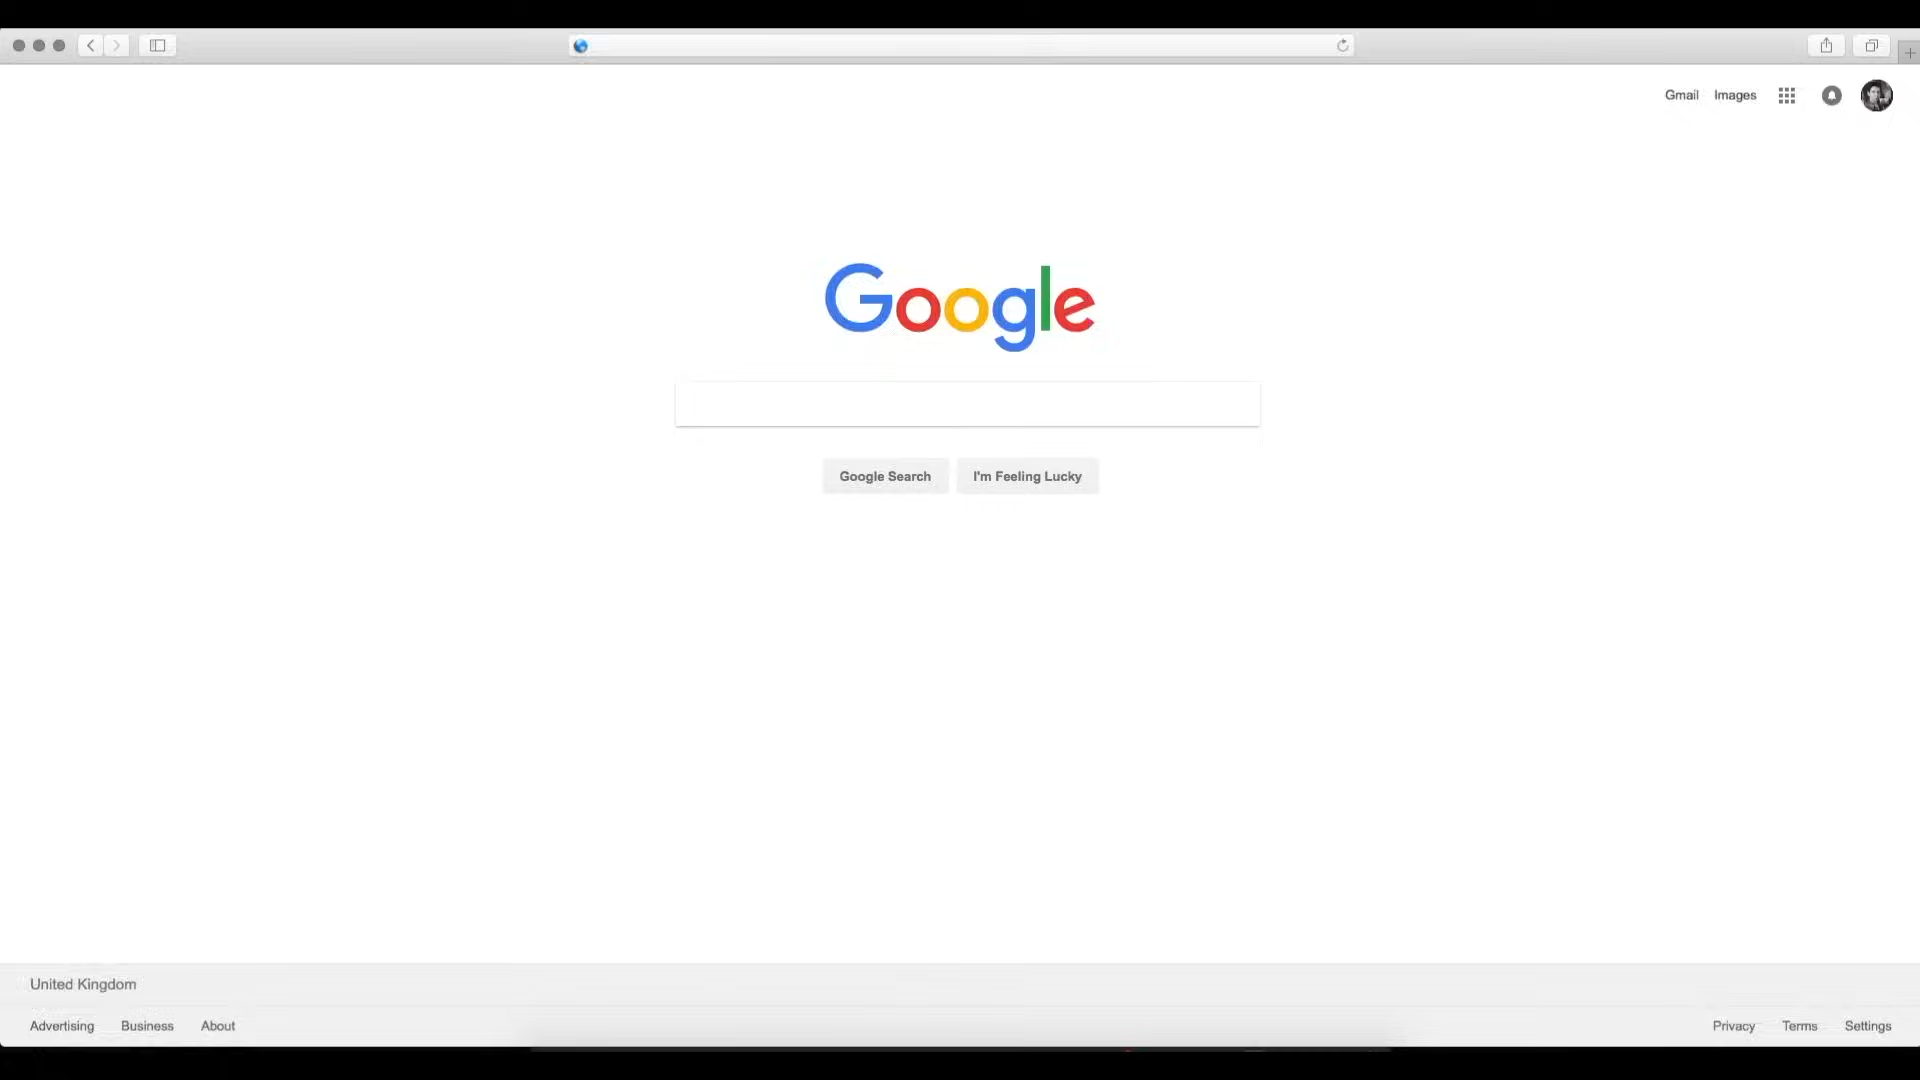 Gmail Images
Google
Google Search I'm Feeling Lucky
United Kingdom
Advertising Business About Privacy Terms Settings